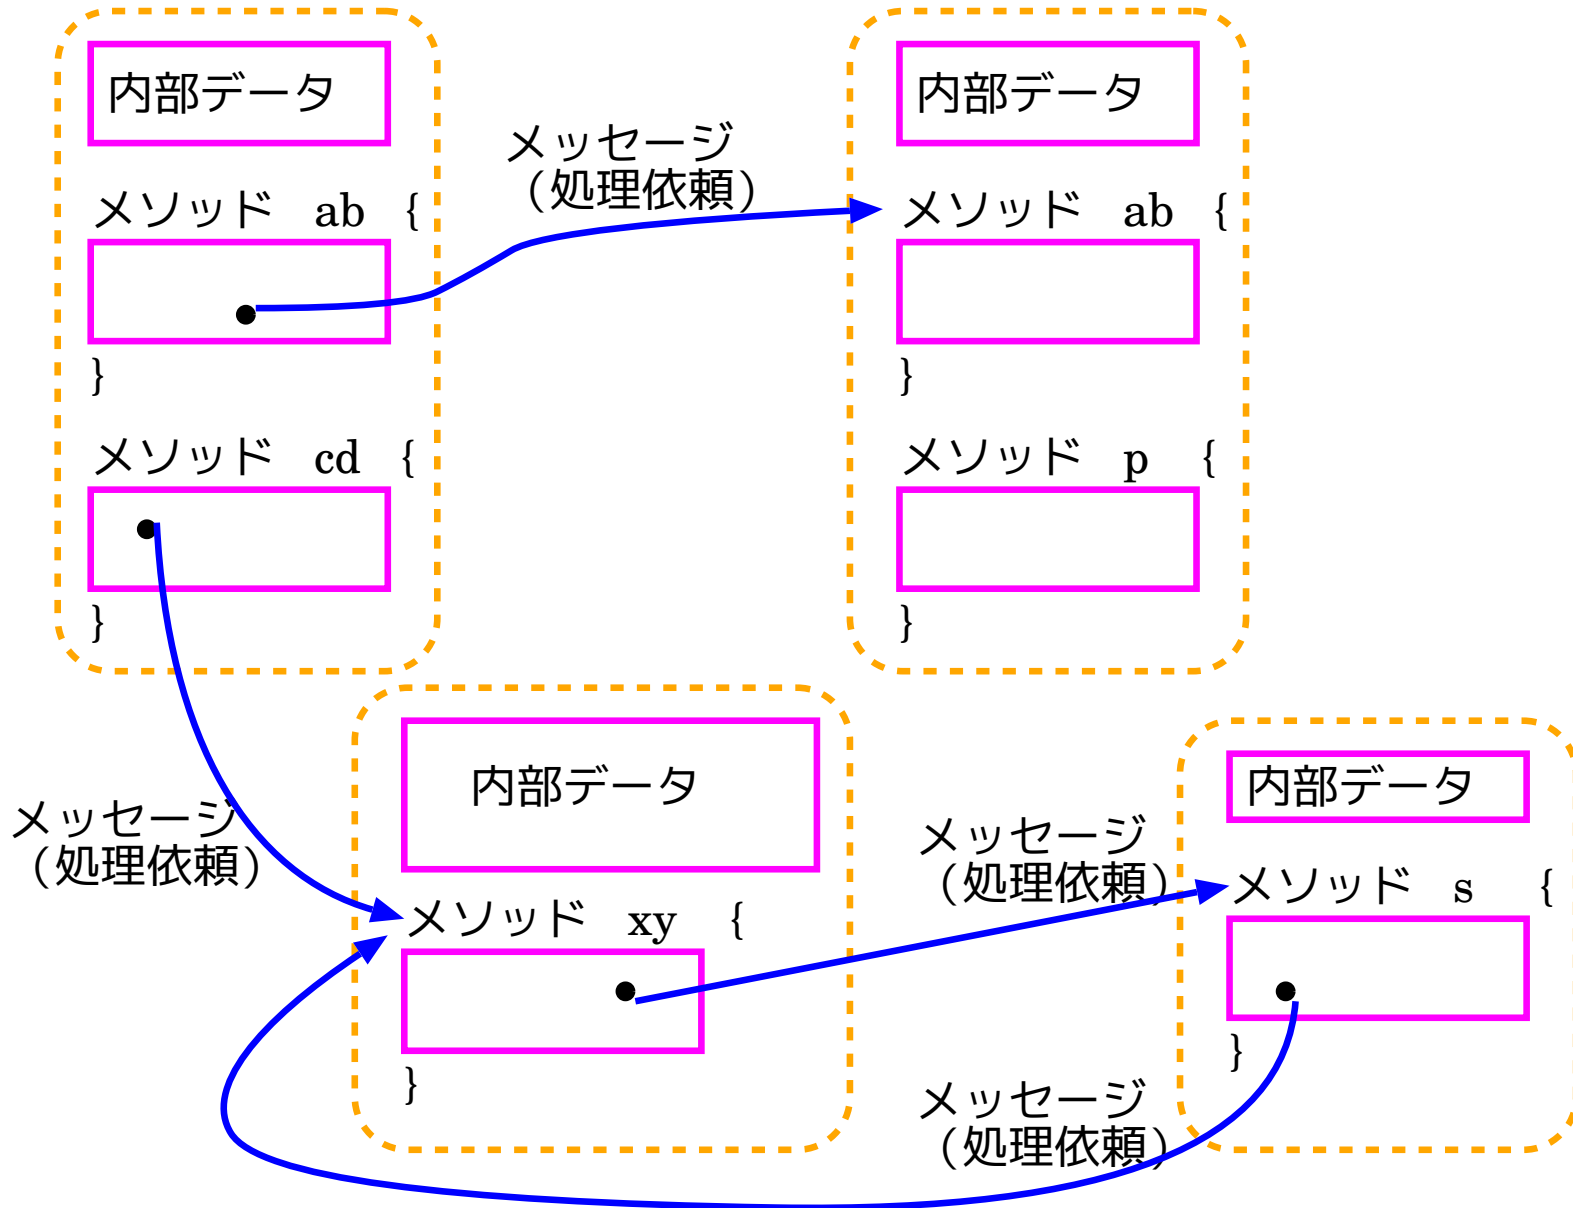 内部データ
メソッド ab {
}
メソッド cd {
}
メッセージ
（処理依頼）
内部データ
メソッド ab {
}
メソッド p {
}
メッセージ
（処理依頼）
内部データ
メソッド xy {
}
メッセージ
（処理依頼）
内部データ
メソッド s {
}
メッセージ
（処理依頼）